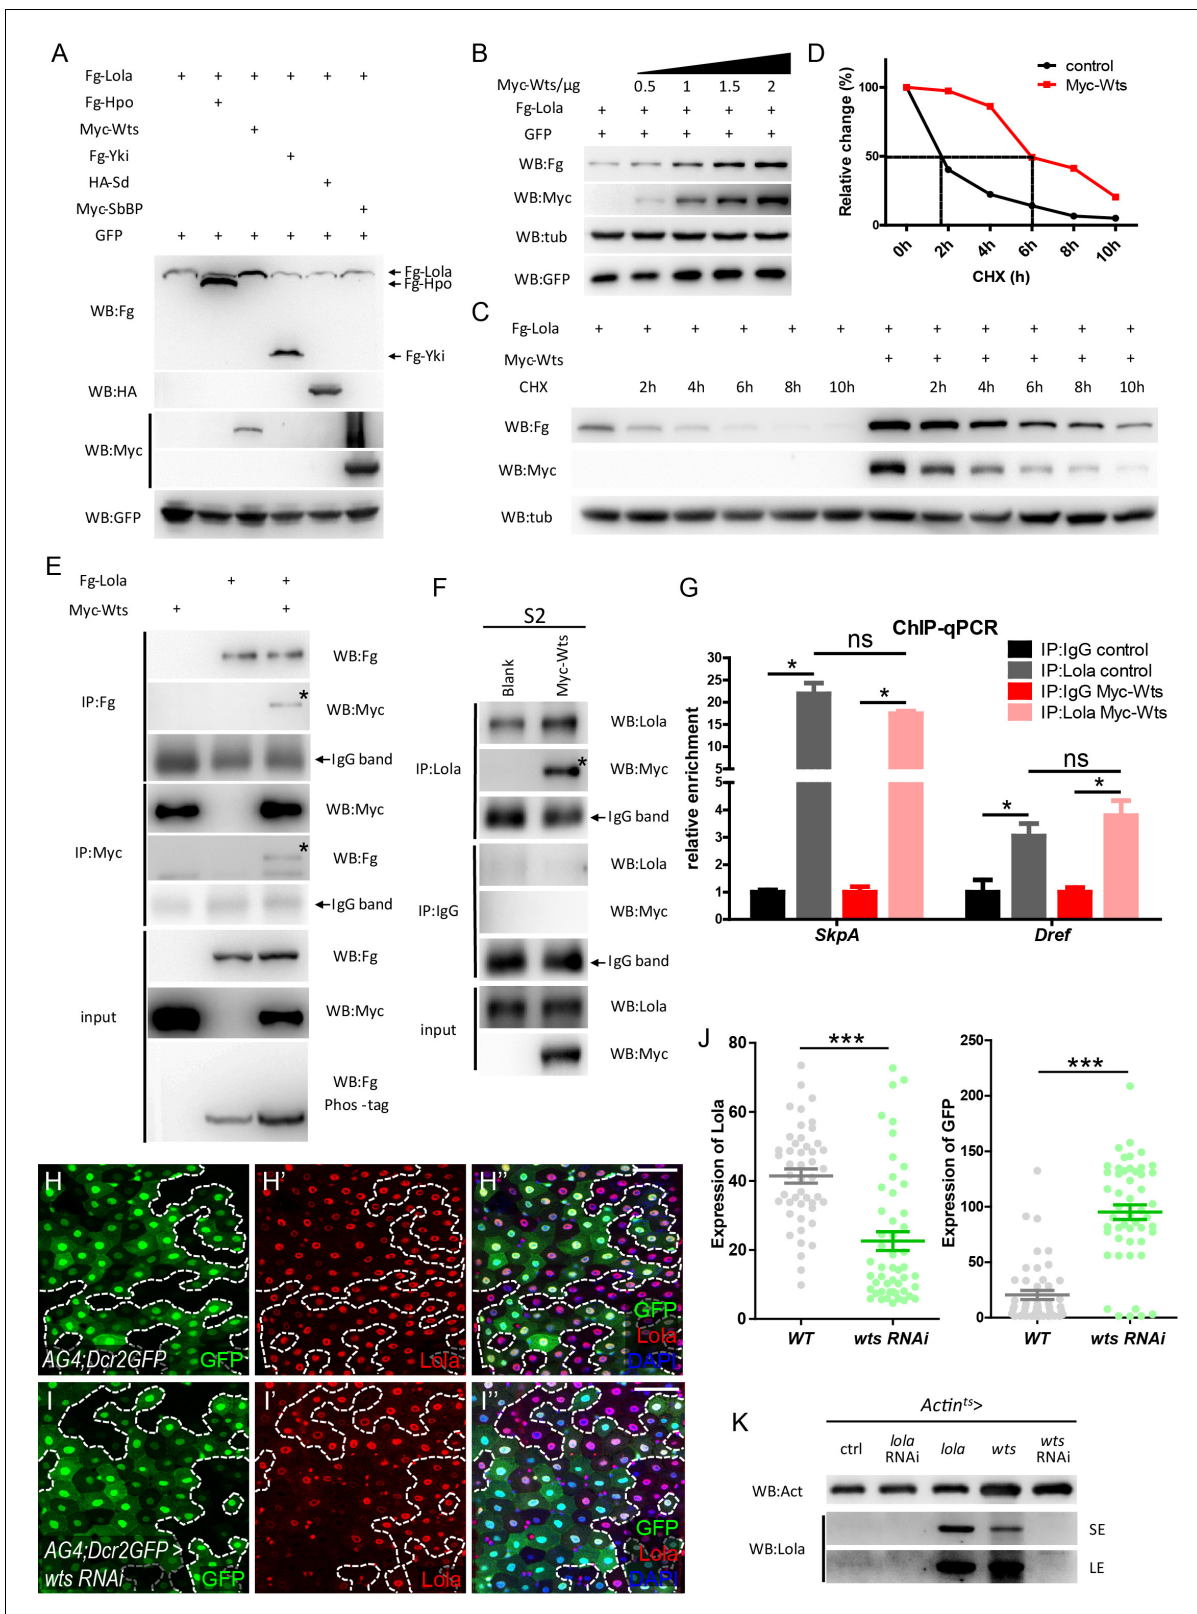 A
Fg-Lola + + + + + +
Fg-Hpo +
Myc-Wts +
Fg-Yki +
HA-Sd +
Myc-SbBP +
GFP + + + + + +
WB:Fg
Fg-Lola
Fg-Hpo
Fg-Yki
WB:HA
WB:Myc
WB:GFP
B
Myc-Wts/μg 0.5 1 1.5 2
Fg-Lola + + + + +
GFP + + + + +
WB:Fg
WB:Myc
WB:tub
WB:GFP
D
control
Myc-Wts
Relative change (%)
100
50
0
0h 2h 4h 6h 8h 10h
CHX (h)
C
Fg-Lola + + + + + + + + + + + +
Myc-Wts + + + + + +
CHX 2h 4h 6h 8h 10h 2h 4h 6h 8h 10h
WB:Fg
WB:Myc
WB:tub
E
Fg-Lola + +
Myc-Wts + +
IP:Fg
WB:Fg
* WB:Myc
IgG band
IP:Myc
WB:Myc
* WB:Fg
IgG band
input
WB:Fg
WB:Myc
WB:Fg
Phos -tag
F
S2
Blank Myc-Wts
IP:Lola
WB:Lola
* WB:Myc
IgG band
IP:IgG
WB:Lola
WB:Myc
IgG band
input
WB:Lola
WB:Myc
G
ChIP-qPCR
IP:IgG control
IP:Lola control
IP:IgG Myc-Wts
IP:Lola Myc-Wts
relative enrichment
30
25
20
15
10
5
5
4
3
2
1
0
* ns *
* ns *
SkpA Dref
H
AG4;Dcr2GFP GFP
H'
Lola
H''
GFP
Lola
DAPI
I
AG4;Dcr2GFP >
wts RNAi GFP
I'
Lola
I''
GFP
Lola
DAPI
J
Expression of Lola
80
60
40
20
0
***
WT wts RNAi
Expression of GFP
250
200
150
100
50
0
***
WT wts RNAi
K
Actints>
ctrl lola RNAi lola wts wts RNAi
WB:Act
WB:Lola
SE
LE